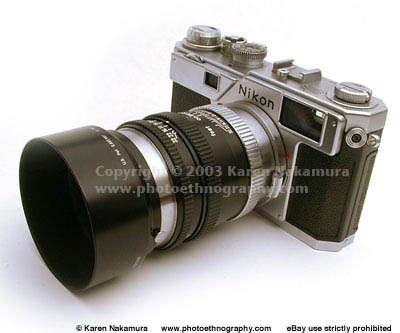 Nikon
Copyright © 2003 Karen Nakamura
www.photoethnography.com
© Karen Nakamura www.photoethnography.com eBay use strictly prohibited